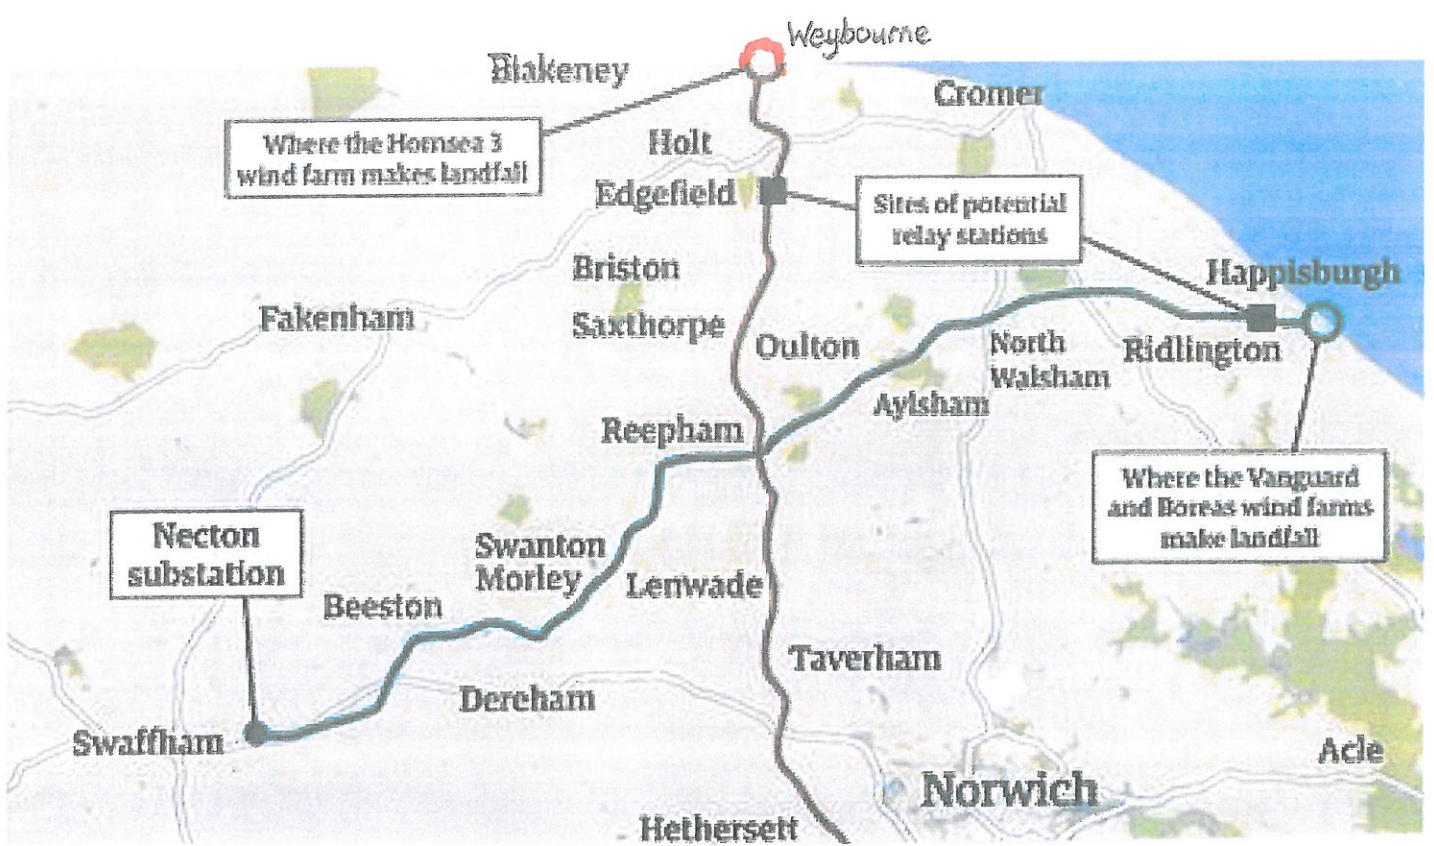 Weybourne
Blakeney
Cromer
Where the Hornsea 3
wind farm makes landfall
Holt
Edgefield
Sites of potential
relay stations
Briston
Happisburgh
Fakenham
Saxthorpe
Oulton
North
Walsham
Ridlington
Aylsham
Reepham
Where the Vanguard
and Boreas wind farms
make landfall
Necton
substation
Swanton
Morley
Lenwade
Beeston
Taverham
Dereham
Swaffham
Acle
Norwich
Hethersett